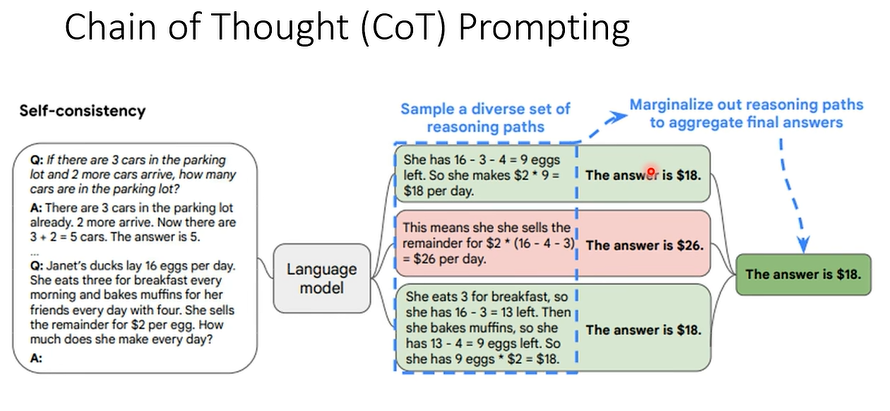 Chain of Thought (CoT) Prompting
Self-consistency
Sample a diverse set of
reasoning paths
Marginalize out reasoning paths
to aggregate final answers
Q: If there are 3 cars in the parking
lot and 2 more cars arrive, how many
cars are in the parking lot?
A: There are 3 cars in the parking lot
already. 2 more arrive. Now there are
3 + 2 = 5 cars. The answer is 5.
...
Q: Janet's ducks lay 16 eggs per day.
She eats three for breakfast every
morning and bakes muffins for her
friends every day with four. She sells
the remainder for $2 per egg. How
much does she make every day?
A:
Language
model
She has 16 - 3 - 4 = 9 eggs
left. So she makes $2 * 9 =
$18 per day.
The answer is $18.
This means she she sells the
remainder for $2 * (16 - 4 - 3)
= $26 per day.
The answer is $26.
She eats 3 for breakfast, so
she has 16 - 3 = 13 left. Then
she bakes muffins, so she
has 13 - 4 = 9 eggs left. So
she has 9 eggs * $2 = $18.
The answer is $18.
The answer is $18.